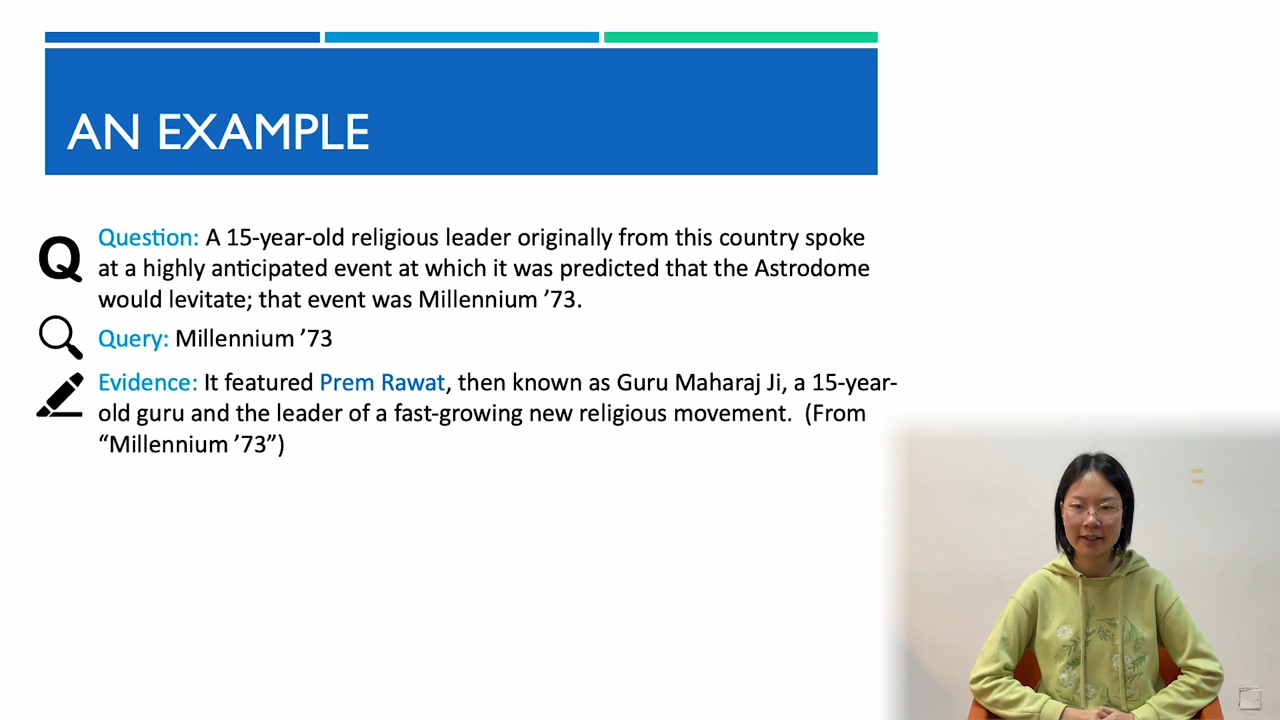 AN EXAMPLE
Q
Question: A 15-year-old religious leader originally from this country spoke
at a highly anticipated event at which it was predicted that the Astrodome
would levitate; that event was Millennium ’73.
Query: Millennium ’73
Evidence: It featured Prem Rawat, then known as Guru Maharaj Ji, a 15-year-
old guru and the leader of a fast-growing new religious movement. (From
“Millennium ’73”)